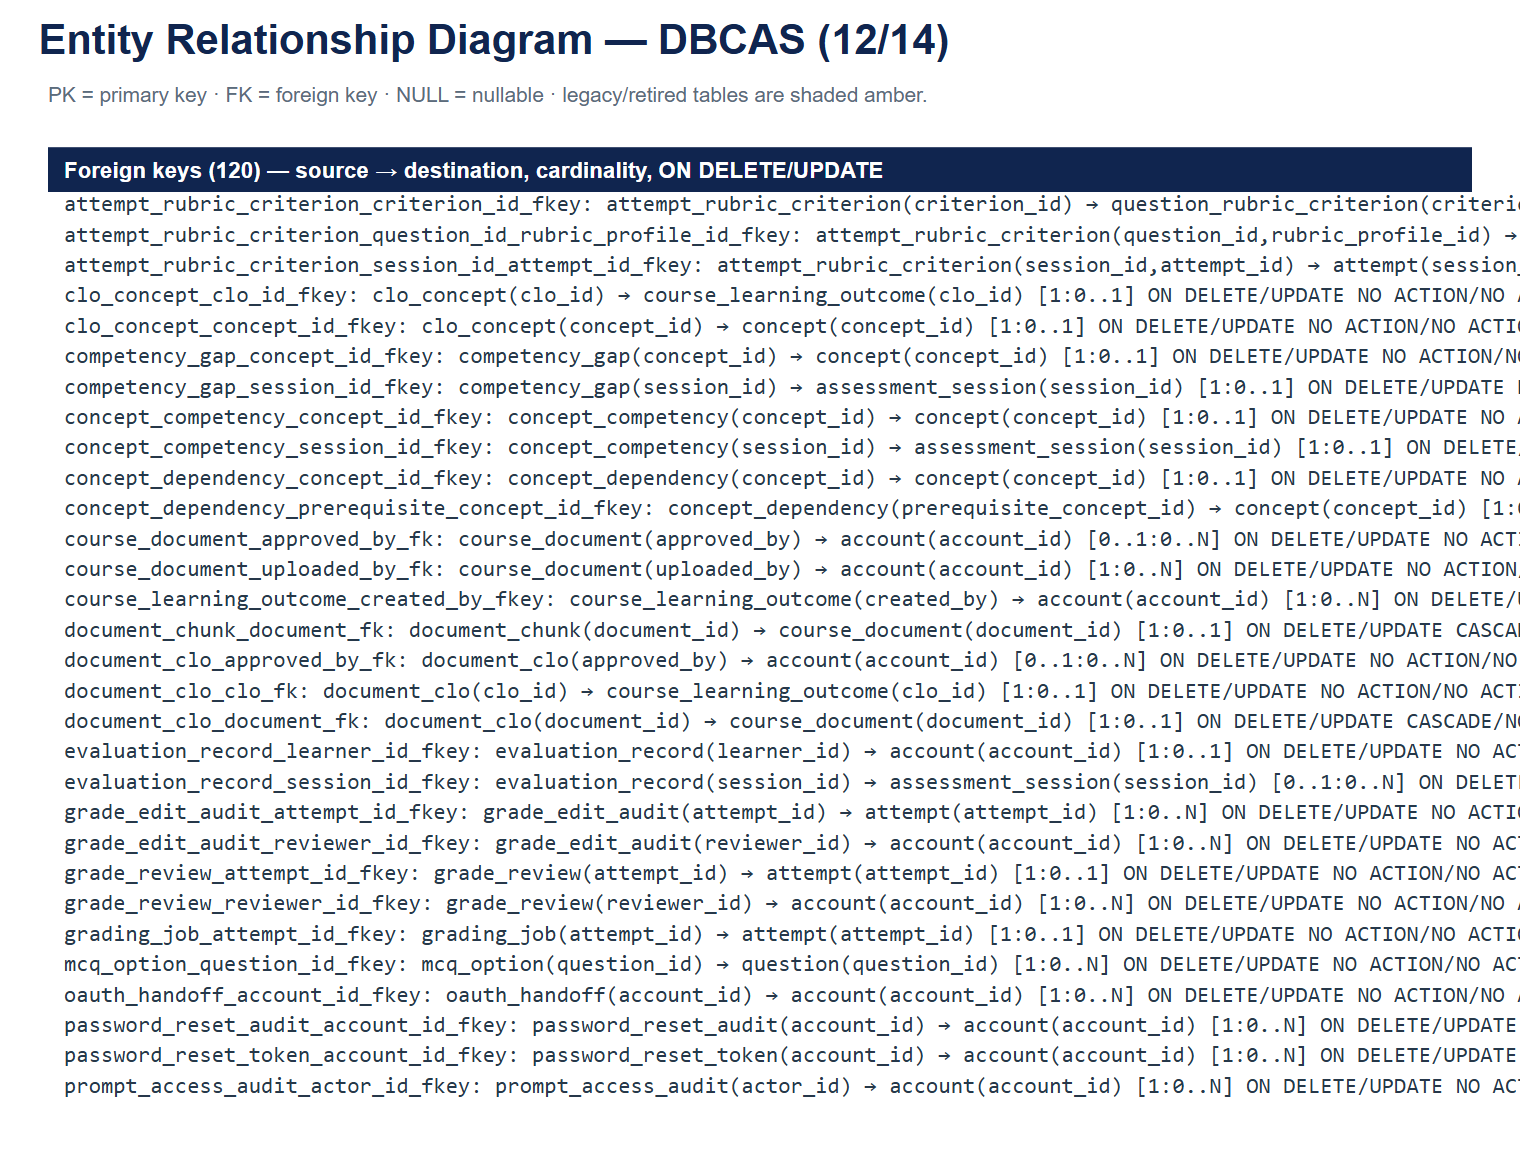 Entity Relationship Diagram — DBCAS (12/14)
PK = primary key · FK = foreign key · NULL = nullable · legacy/retired tables are shaded amber.
Foreign keys (120) — source → destination, cardinality, ON DELETE/UPDATE
attempt_rubric_criterion_criterion_id_fkey: attempt_rubric_criterion(criterion_id) → question_rubric_criterion(criteri
attempt_rubric_criterion_question_id_rubric_profile_id_fkey: attempt_rubric_criterion(question_id,rubric_profile_id) →
attempt_rubric_criterion_session_id_attempt_id_fkey: attempt_rubric_criterion(session_id,attempt_id) → attempt(session_
clo_concept_clo_id_fkey: clo_concept(clo_id) → course_learning_outcome(clo_id) [1:0..1] ON DELETE/UPDATE NO ACTION/NO
clo_concept_concept_id_fkey: clo_concept(concept_id) → concept(concept_id) [1:0..1] ON DELETE/UPDATE NO ACTION/NO ACTIO
competency_gap_concept_id_fkey: competency_gap(concept_id) → concept(concept_id) [1:0..1] ON DELETE/UPDATE NO ACTION/NO
competency_gap_session_id_fkey: competency_gap(session_id) → assessment_session(session_id) [1:0..1] ON DELETE/UPDATE
concept_competency_concept_id_fkey: concept_competency(concept_id) → concept(concept_id) [1:0..1] ON DELETE/UPDATE NO
concept_competency_session_id_fkey: concept_competency(session_id) → assessment_session(session_id) [1:0..1] ON DELETE/
concept_dependency_concept_id_fkey: concept_dependency(concept_id) → concept(concept_id) [1:0..1] ON DELETE/UPDATE NO
concept_dependency_prerequisite_concept_id_fkey: concept_dependency(prerequisite_concept_id) → concept(concept_id) [1:0
course_document_approved_by_fk: course_document(approved_by) → account(account_id) [0..1:0..N] ON DELETE/UPDATE NO ACTI
course_document_uploaded_by_fk: course_document(uploaded_by) → account(account_id) [1:0..N] ON DELETE/UPDATE NO ACTION/
course_learning_outcome_created_by_fkey: course_learning_outcome(created_by) → account(account_id) [1:0..N] ON DELETE/U
document_chunk_document_fk: document_chunk(document_id) → course_document(document_id) [1:0..1] ON DELETE/UPDATE CASCAD
document_clo_approved_by_fk: document_clo(approved_by) → account(account_id) [0..1:0..N] ON DELETE/UPDATE NO ACTION/NO
document_clo_clo_fk: document_clo(clo_id) → course_learning_outcome(clo_id) [1:0..1] ON DELETE/UPDATE NO ACTION/NO ACTI
document_clo_document_fk: document_clo(document_id) → course_document(document_id) [1:0..1] ON DELETE/UPDATE CASCADE/NO
evaluation_record_learner_id_fkey: evaluation_record(learner_id) → account(account_id) [1:0..1] ON DELETE/UPDATE NO ACT
evaluation_record_session_id_fkey: evaluation_record(session_id) → assessment_session(session_id) [0..1:0..N] ON DELETE
grade_edit_audit_attempt_id_fkey: grade_edit_audit(attempt_id) → attempt(attempt_id) [1:0..N] ON DELETE/UPDATE NO ACTIO
grade_edit_audit_reviewer_id_fkey: grade_edit_audit(reviewer_id) → account(account_id) [1:0..N] ON DELETE/UPDATE NO ACT
grade_review_attempt_id_fkey: grade_review(attempt_id) → attempt(attempt_id) [1:0..1] ON DELETE/UPDATE NO ACTION/NO ACT
grade_review_reviewer_id_fkey: grade_review(reviewer_id) → account(account_id) [1:0..N] ON DELETE/UPDATE NO ACTION/NO A
grading_job_attempt_id_fkey: grading_job(attempt_id) → attempt(attempt_id) [1:0..1] ON DELETE/UPDATE NO ACTION/NO ACTIO
mcq_option_question_id_fkey: mcq_option(question_id) → question(question_id) [1:0..N] ON DELETE/UPDATE NO ACTION/NO ACT
oauth_handoff_account_id_fkey: oauth_handoff(account_id) → account(account_id) [1:0..N] ON DELETE/UPDATE NO ACTION/NO A
password_reset_audit_account_id_fkey: password_reset_audit(account_id) → account(account_id) [1:0..N] ON DELETE/UPDATE
password_reset_token_account_id_fkey: password_reset_token(account_id) → account(account_id) [1:0..N] ON DELETE/UPDATE
prompt_access_audit_actor_id_fkey: prompt_access_audit(actor_id) → account(account_id) [1:0..N] ON DELETE/UPDATE NO ACT